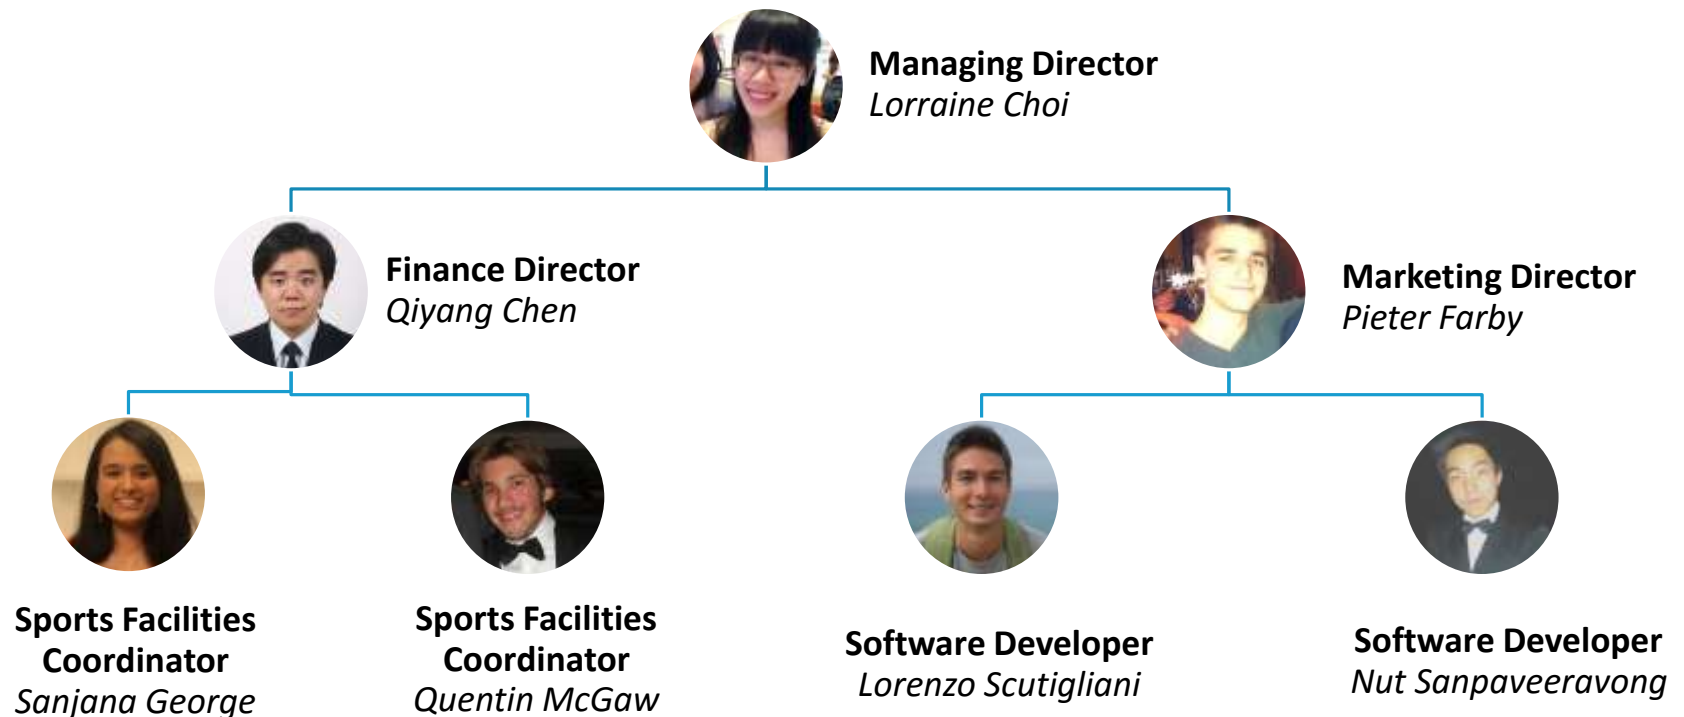 Managing Director
Lorraine Choi
Finance Director
Qiyang Chen
Marketing Director
Pieter Farby
Sports Facilities
Coordinator
Sanjana George
Sports Facilities
Coordinator
Quentin McGaw
Software Developer
Lorenzo Scutigliani
Software Developer
Nut Sanpaveeravong